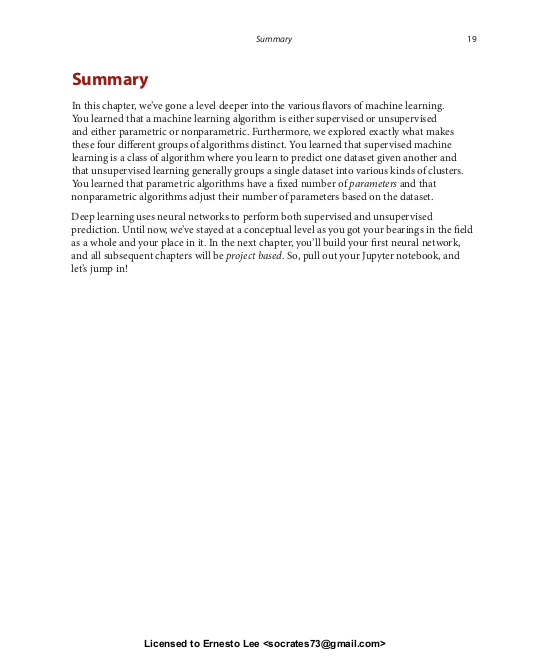 Summary
19
Summary
In this chapter, we've gone a level deeper into the various flavors of machine learning.
You learned that a machine learning algorithm is either supervised or unsupervised
and either parametric or nonparametric. Furthermore, we explored exactly what makes
these four different groups of algorithms distinct. You learned that supervised machine
learning is a class of algorithm where you learn to predict one dataset given another and
that unsupervised learning generally groups a single dataset into various kinds of clusters.
You learned that parametric algorithms have a fixed number of parameters and that
nonparametric algorithms adjust their number of parameters based on the dataset.
Deep learning uses neural networks to perform both supervised and unsupervised
prediction. Until now, we've stayed at a conceptual level as you got your bearings in the field
as a whole and your place in it. In the next chapter, you'll build your first neural network,
and all subsequent chapters will be project based. So, pull out your Jupyter notebook, and
let's jump in!
Licensed to Ernesto Lee <socrates73@gmail.com>